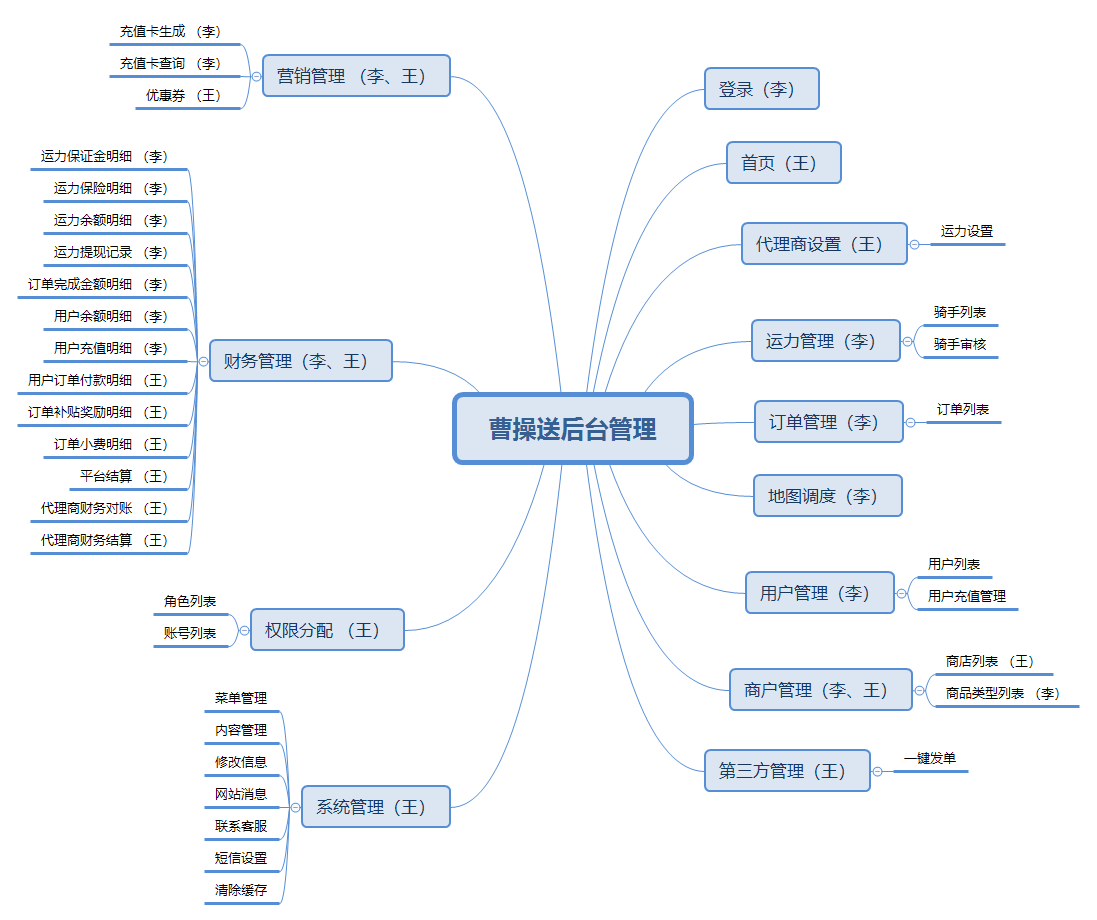 曹操送后台管理
登录（李）
首页（王）
代理商设置（王）
运力设置
运力管理（李）
骑手列表
骑手审核
订单管理（李）
订单列表
地图调度（李）
用户管理（李）
用户列表
用户充值管理
商户管理（李、王）
商店列表 （王）
商品类型列表 （李）
第三方管理（王）
一键发单
营销管理 （李、王）
充值卡生成 （李）
充值卡查询 （李）
优惠券 （王）
财务管理（李、王）
运力保证金明细 （李）
运力保险明细 （李）
运力余额明细 （李）
运力提现记录 （李）
订单完成金额明细 （李）
用户余额明细 （李）
用户充值明细 （李）
用户订单付款明细 （王）
订单补贴奖励明细 （王）
订单小费明细 （王）
平台结算 （王）
代理商财务对账 （王）
代理商财务结算 （王）
权限分配 （王）
角色列表
账号列表
系统管理（王）
菜单管理
内容管理
修改信息
网站消息
联系客服
短信设置
清除缓存